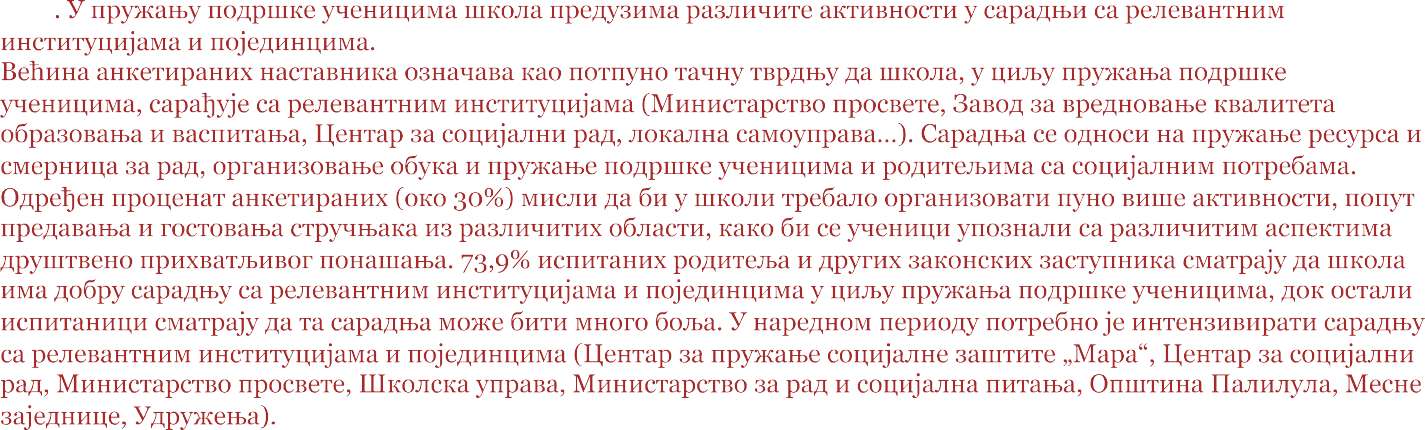 . У пружању подршке ученицима школа предузима различите активности у сарадњи са релевантним
институцијама и појединцима.
Већина анкетираних наставника означава као потпуно тачну тврдњу да школа, у циљу пружања подршке
ученицима, сарађује са релевантним институцијама (Министарство просвете, Завод за вредновање квалитета
образовања и васпитања, Центар за социјални рад, локална самоуправа...). Сарадња се односи на пружање ресурса и
смерница за рад, организовање обука и пружање подршке ученицима и родитељима са социјалним потребама.
Одређен проценат анкетираних (око 30%) мисли да би у школи требало организовати пуно више активности, попут
предавања и гостовања стручњака из различитих области, како би се ученици упознали са различитим аспектима
друштвено прихватљивог понашања. 73,9% испитаних родитеља и других законских заступника сматрају да школа
има добру сарадњу са релевантним институцијама и појединцима у циљу пружања подршке ученицима, док остали
испитаници сматрају да та сарадња може бити много боља. У наредном периоду потребно је интензивирати сарадњу
са релевантним институцијама и појединцима (Центар за пружање социјалне заштите „Мара“, Центар за социјални
рад, Министарство просвете, Школска управа, Министарство за рад и социјална питања, Општина Палилула, Месне
заједнице, Удружења).